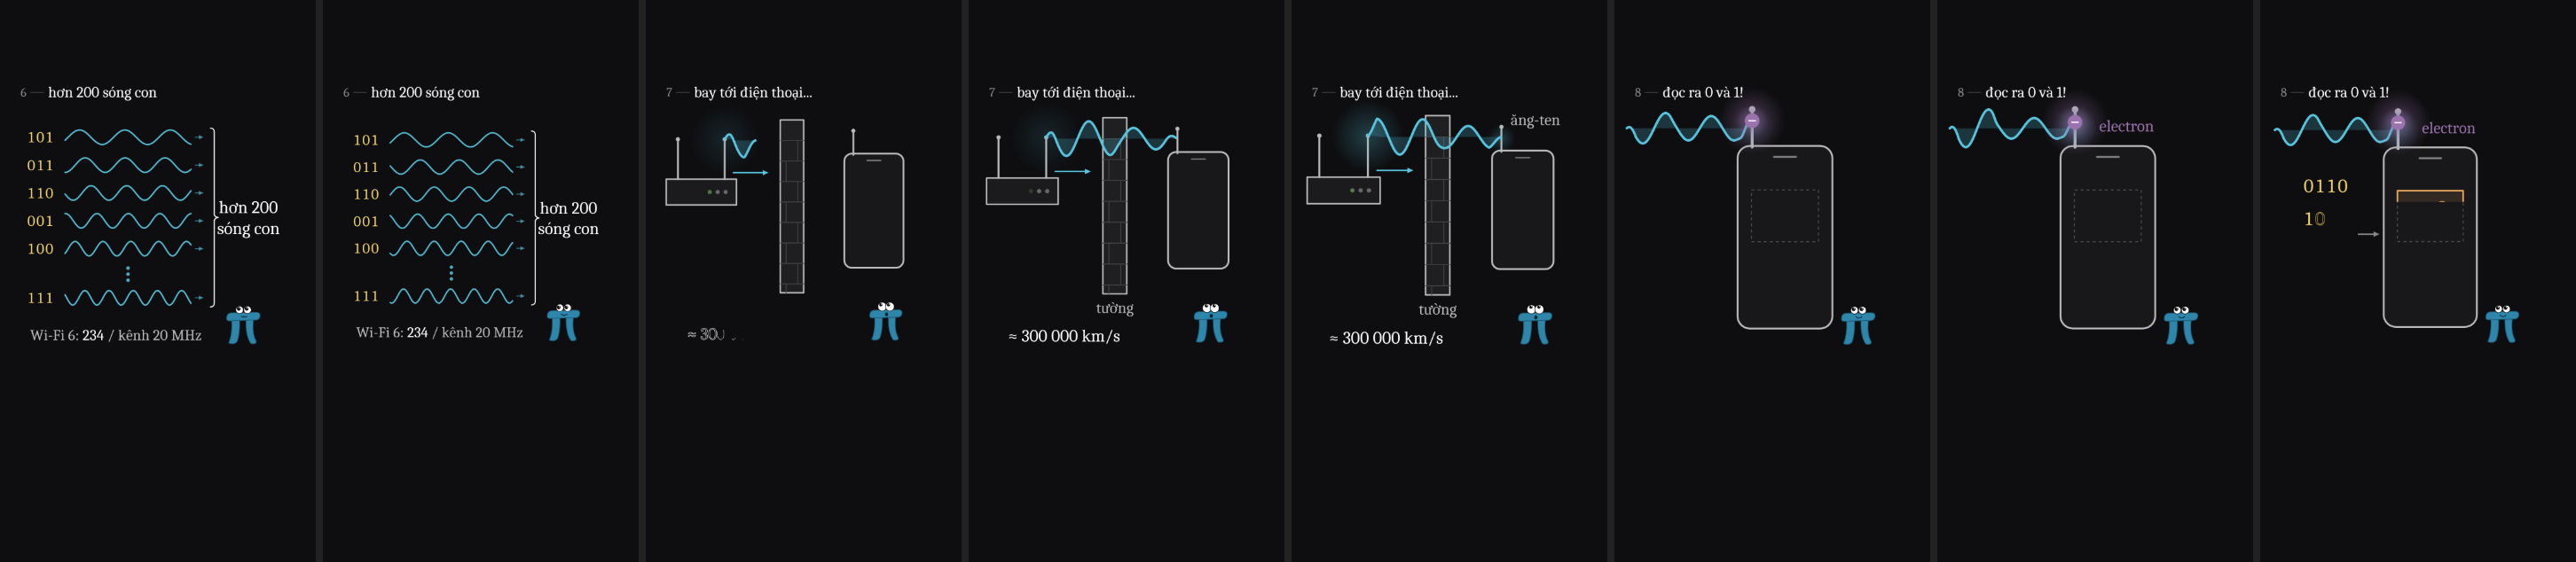 6 — hơn 200 sóng con
101
011
110
001
100
111
hơn 200
sóng con
Wi-Fi 6: 234 / kênh 20 MHz
6 — hơn 200 sóng con
101
011
110
001
100
111
hơn 200
sóng con
Wi-Fi 6: 234 / kênh 20 MHz
7 — bay tới điện thoại...
≈ 300
7 — bay tới điện thoại...
tường
≈ 300 000 km/s
7 — bay tới điện thoại...
ăng-ten
tường
≈ 300 000 km/s
8 — đọc ra 0 và 1!
8 — đọc ra 0 và 1!
electron
8 — đọc ra 0 và 1!
electron
0110
10